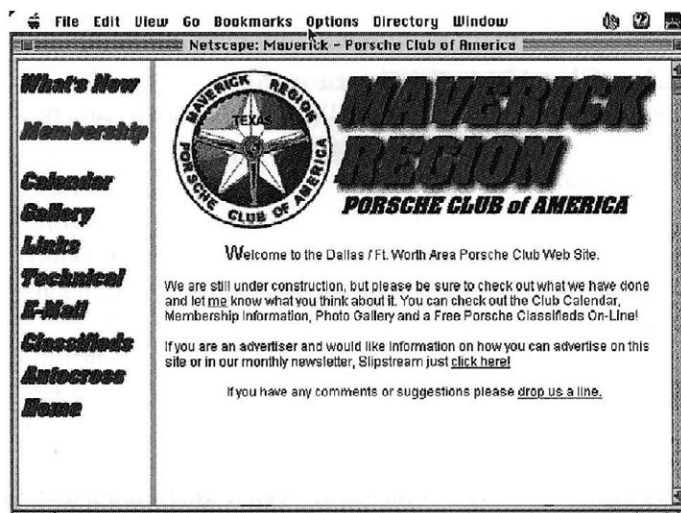 File Edit View Go Bookmarks Options Directory Window
Netscape: Maverick - Porsche Club of America
What's New
Membership
Calendar
Gallery
Links
Technical
E-Mail
Classifieds
Autocross
Home
MAVERICK REGION
TEXAS
PORSCHE CLUB OF AMERICA
MAVERICK
REGION
PORSCHE CLUB of AMERICA
Welcome to the Dallas / Ft. Worth Area Porsche Club Web Site.
We are still under construction, but please be sure to check out what we have done
and let me know what you think about it. You can check out the Club Calendar,
Membership Information, Photo Gallery and a Free Porsche Classifieds On-Line!
If you are an advertiser and would like information on how you can advertise on this
site or in our monthly newsletter, Slipstream just click here!
If you have any comments or suggestions please drop us a line.